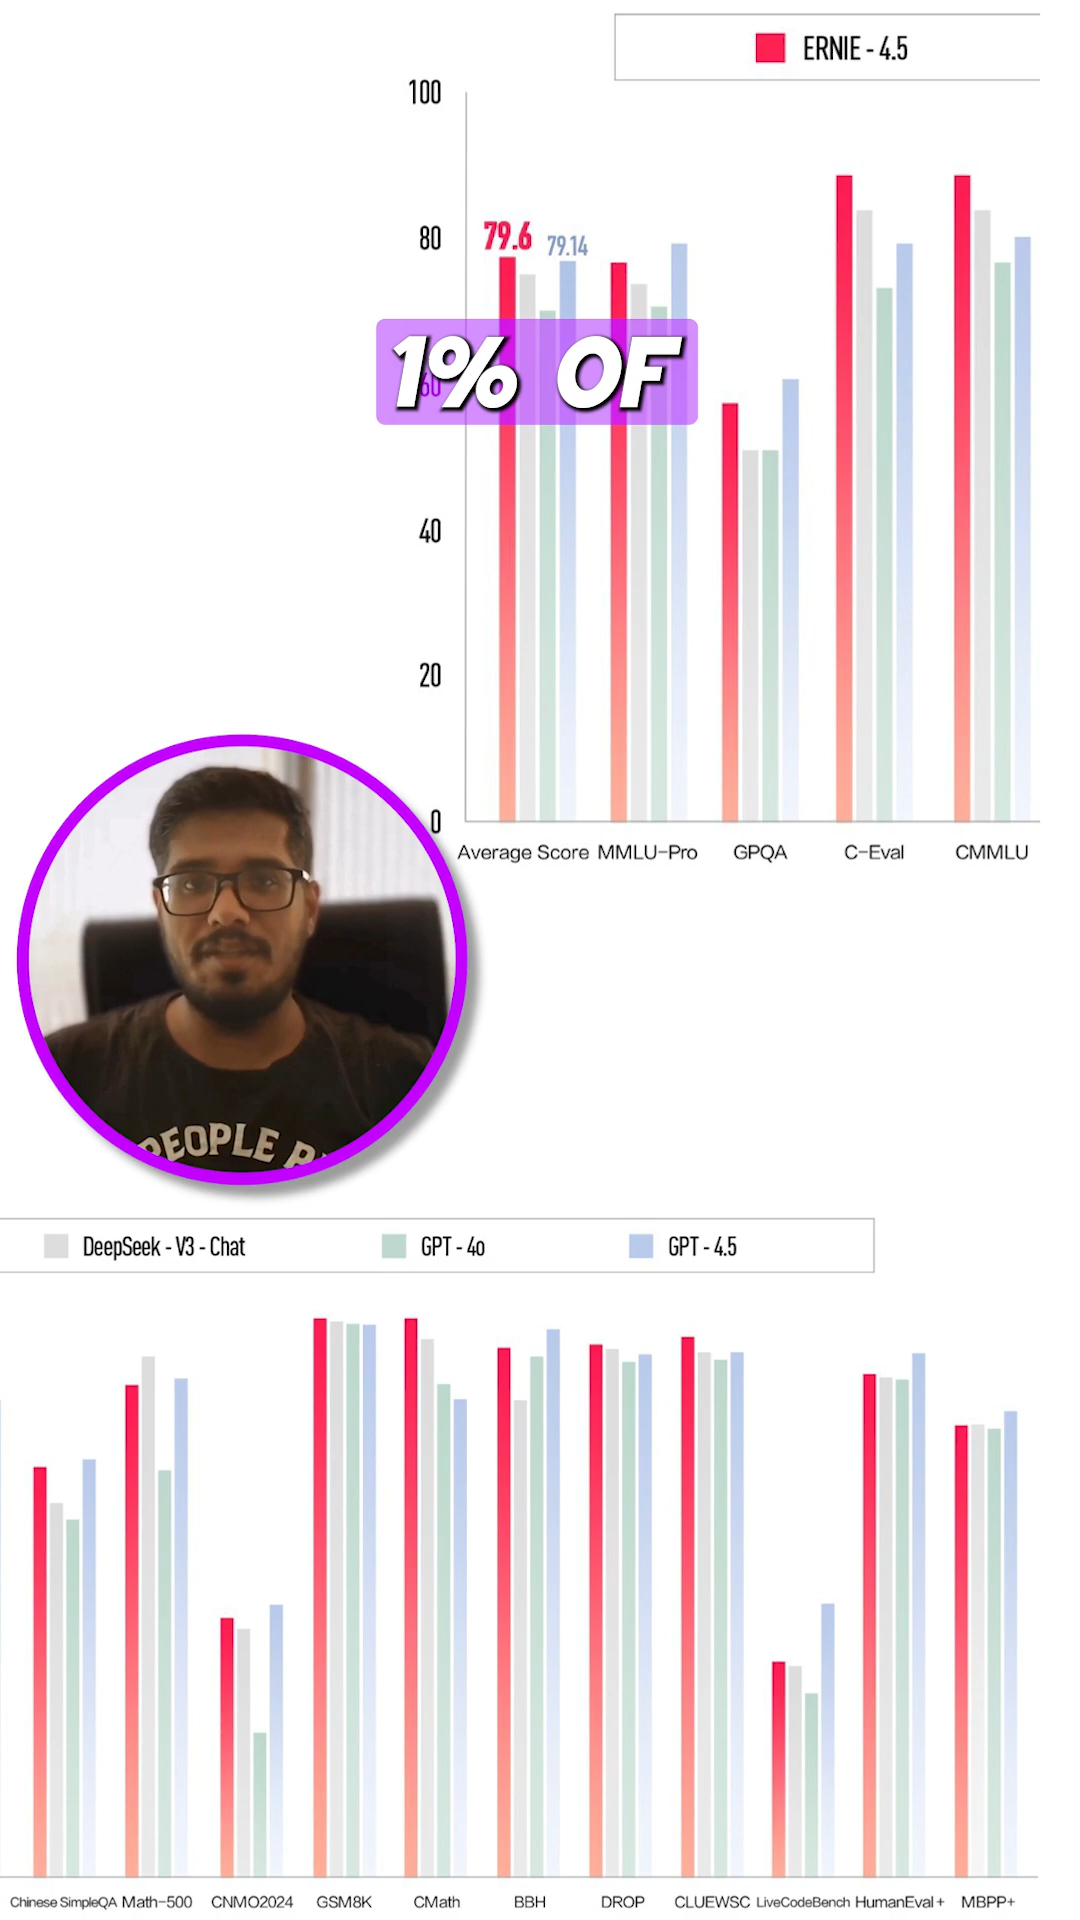 ERNIE - 4.5
100
80
60
40
20
0
79.6
79.14
1% OF
Average Score MMLU-Pro GPQA C-Eval CMMLU
PEOPLE
DeepSeek - V3 - Chat GPT - 4o GPT - 4.5
Chinese SimpleQA Math-500 CNMO2024 GSM8K CMath BBH DROP CLUEWSC LiveCodeBench HumanEval+ MBPP+